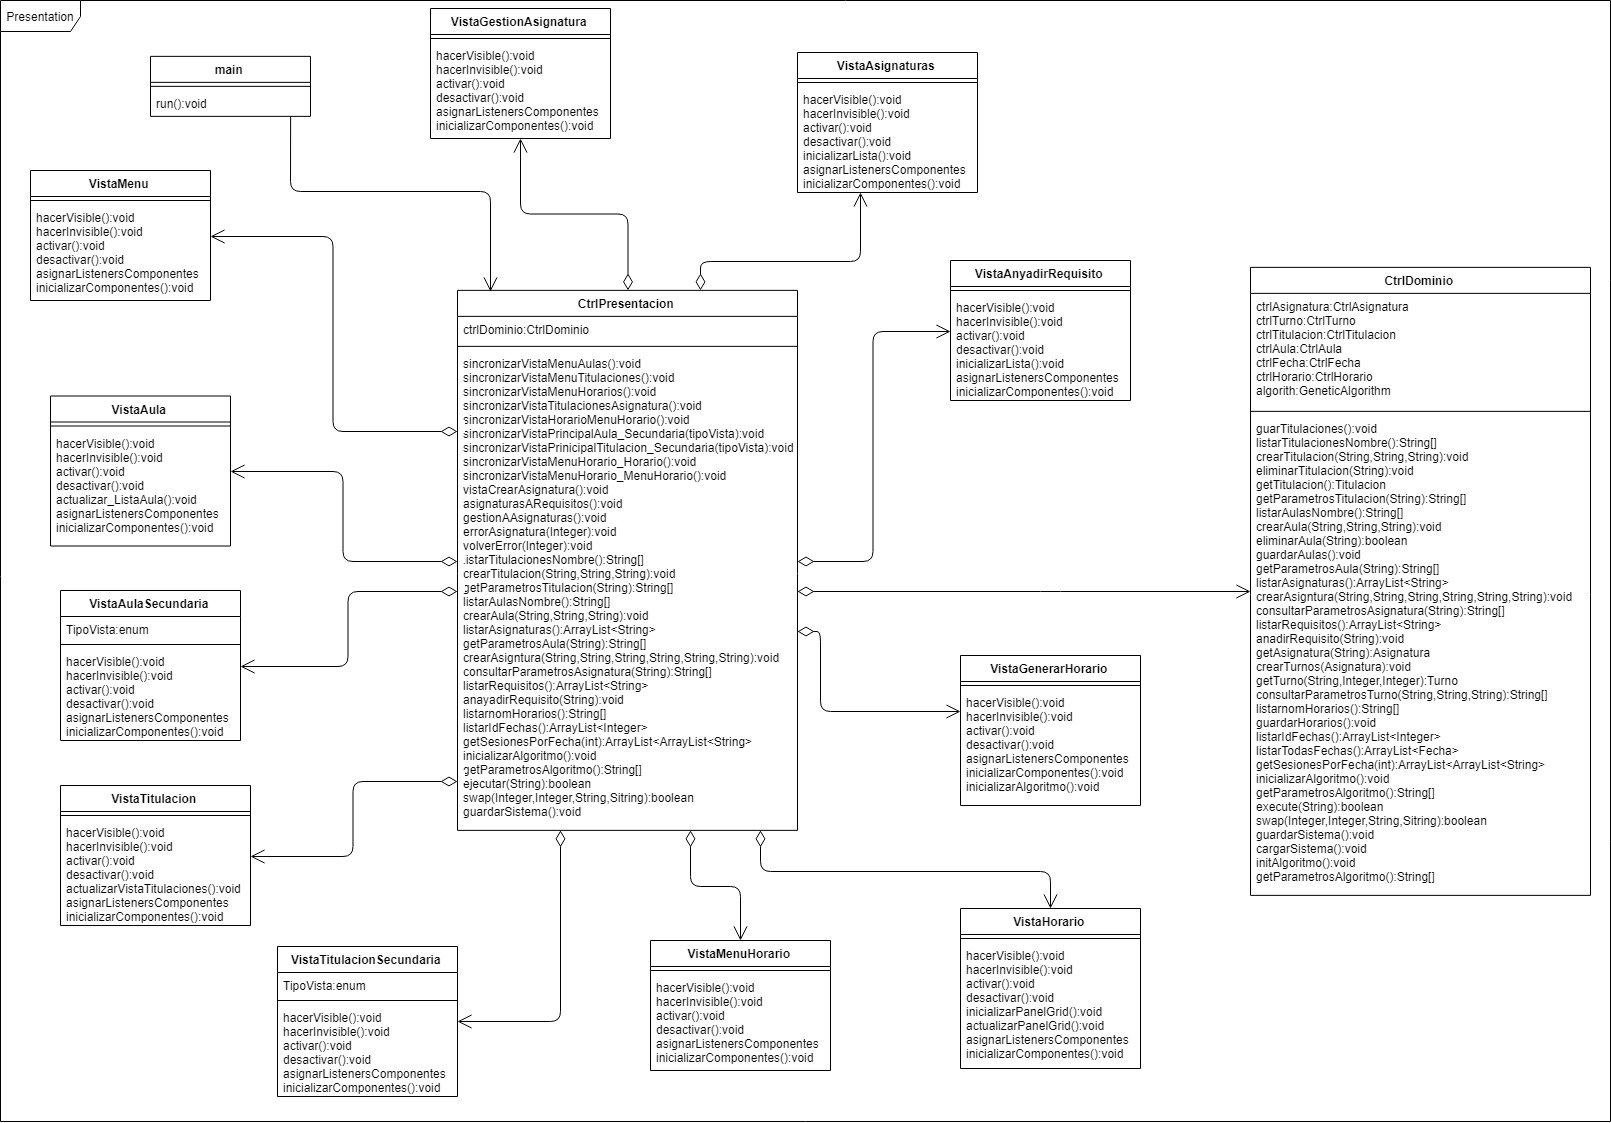 Presentation
VistaGestionAsignatura
hacerVisible():void
hacerInvisible():void
activar():void
desactivar():void
asignarListenersComponentes
inicializarComponentes():void
main
run():void
VistaAsignaturas
hacerVisible():void
hacerInvisible():void
activar():void
desactivar():void
inicializarLista():void
asignarListenersComponentes
inicializarComponentes():void
VistaMenu
hacerVisible():void
hacerInvisible():void
activar():void
desactivar():void
asignarListenersComponentes
inicializarComponentes():void
VistaAnyadirRequisito
hacerVisible():void
hacerInvisible():void
activar():void
desactivar():void
inicializarLista():void
asignarListenersComponentes
inicializarComponentes():void
CtrlPresentacion
ctrlDominio:CtrlDominio
sincronizarVistaMenuAulas():void
sincronizarVistaMenuTitulaciones():void
sincronizarVistaMenuHorarios():void
sincronizarVistaTitulacionesAsignatura():void
sincronizarVistaHorarioMenuHorario():void
sincronizarVistaPrincipalAula_Secundaria(tipoVista):void
sincronizarVistaPrinicipalTitulacion_Secundaria(tipoVista):void
sincronizarVistaMenuHorario_Horario():void
sincronizarVistaMenuHorario_MenuHorario():void
vistaCrearAsignatura():void
asignaturasARequisitos():void
gestionAAsignaturas():void
errorAsignatura(Integer):void
volverError(Integer):void
.istarTitulacionesNombre():String[]
crearTitulacion(String,String,String):void
getParametrosTitulacion(String):String[]
listarAulasNombre():String[]
crearAula(String,String,String):void
listarAsignaturas():ArrayList<String>
getParametrosAula(String):String[]
crearAsigntura(String,String,String,String,String,String):void
consultarParametrosAsignatura(String):String[]
listarRequisitos():ArrayList<String>
anayadirRequisito(String):void
listarnomHorarios():String[]
listarIdFechas():ArrayList<Integer>
getSesionesPorFecha(int):ArrayList<ArrayList<String>
inicializarAlgoritmo():void
getParametrosAlgoritmo():String[]
ejecutar(String):boolean
swap(Integer,Integer,String,Sitring):boolean
guardarSistema():void
CtrlDominio
ctrlAsignatura:CtrlAsignatura
ctrlTurno:CtrlTurno
ctrlTitulacion:CtrlTitulacion
ctrlAula:CtrlAula
ctrlFecha:CtrlFecha
ctrlHorario:CtrlHorario
algorith:GeneticAlgorithm
guarTitulaciones():void
listarTitulacionesNombre():String[]
crearTitulacion(String,String,String):void
eliminarTitulacion(String):void
getTitulacion():Titulacion
getParametrosTitulacion(String):String[]
listarAulasNombre():String[]
crearAula(String,String,String):void
eliminarAula(String):boolean
guardarAulas():void
getParametrosAula(String):String[]
listarAsignaturas():ArrayList<String>
crearAsigntura(String,String,String,String,String,String):void
consultarParametrosAsignatura(String):String[]
listarRequisitos():ArrayList<String>
anadirRequisito(String):void
getAsignatura(String):Asignatura
crearTurnos(Asignatura):void
getTurno(String,Integer,Integer):Turno
consultarParametrosTurno(String,String,String):String[]
listarnomHorarios():String[]
guardarHorarios():void
listarIdFechas():ArrayList<Integer>
listarTodasFechas():ArrayList<Fecha>
getSesionesPorFecha(int):ArrayList<ArrayList<String>
inicializarAlgoritmo():void
getParametrosAlgoritmo():String[]
execute(String):boolean
swap(Integer,Integer,String,Sitring):boolean
guardarSistema():void
cargarSistema():void
initAlgoritmo():void
getParametrosAlgoritmo():String[]
VistaAula
hacerVisible():void
hacerInvisible():void
activar():void
desactivar():void
actualizar_ListaAula():void
asignarListenersComponentes
inicializarComponentes():void
VistaAulaSecundaria
TipoVista:enum
hacerVisible():void
hacerInvisible():void
activar():void
desactivar():void
asignarListenersComponentes
inicializarComponentes():void
VistaGenerarHorario
hacerVisible():void
hacerInvisible():void
activar():void
desactivar():void
asignarListenersComponentes
inicializarComponentes():void
inicializarAlgoritmo():void
VistaTitulacion
hacerVisible():void
hacerInvisible():void
activar():void
desactivar():void
actualizarVistaTitulaciones():void
asignarListenersComponentes
inicializarComponentes():void
VistaTitulacionSecundaria
TipoVista:enum
hacerVisible():void
hacerInvisible():void
activar():void
desactivar():void
asignarListenersComponentes
inicializarComponentes():void
VistaMenuHorario
hacerVisible():void
hacerInvisible():void
activar():void
desactivar():void
asignarListenersComponentes
inicializarComponentes():void
VistaHorario
hacerVisible():void
hacerInvisible():void
activar():void
desactivar():void
inicializarPanelGrid():void
actualizarPanelGrid():void
asignarListenersComponentes
inicializarComponentes():void